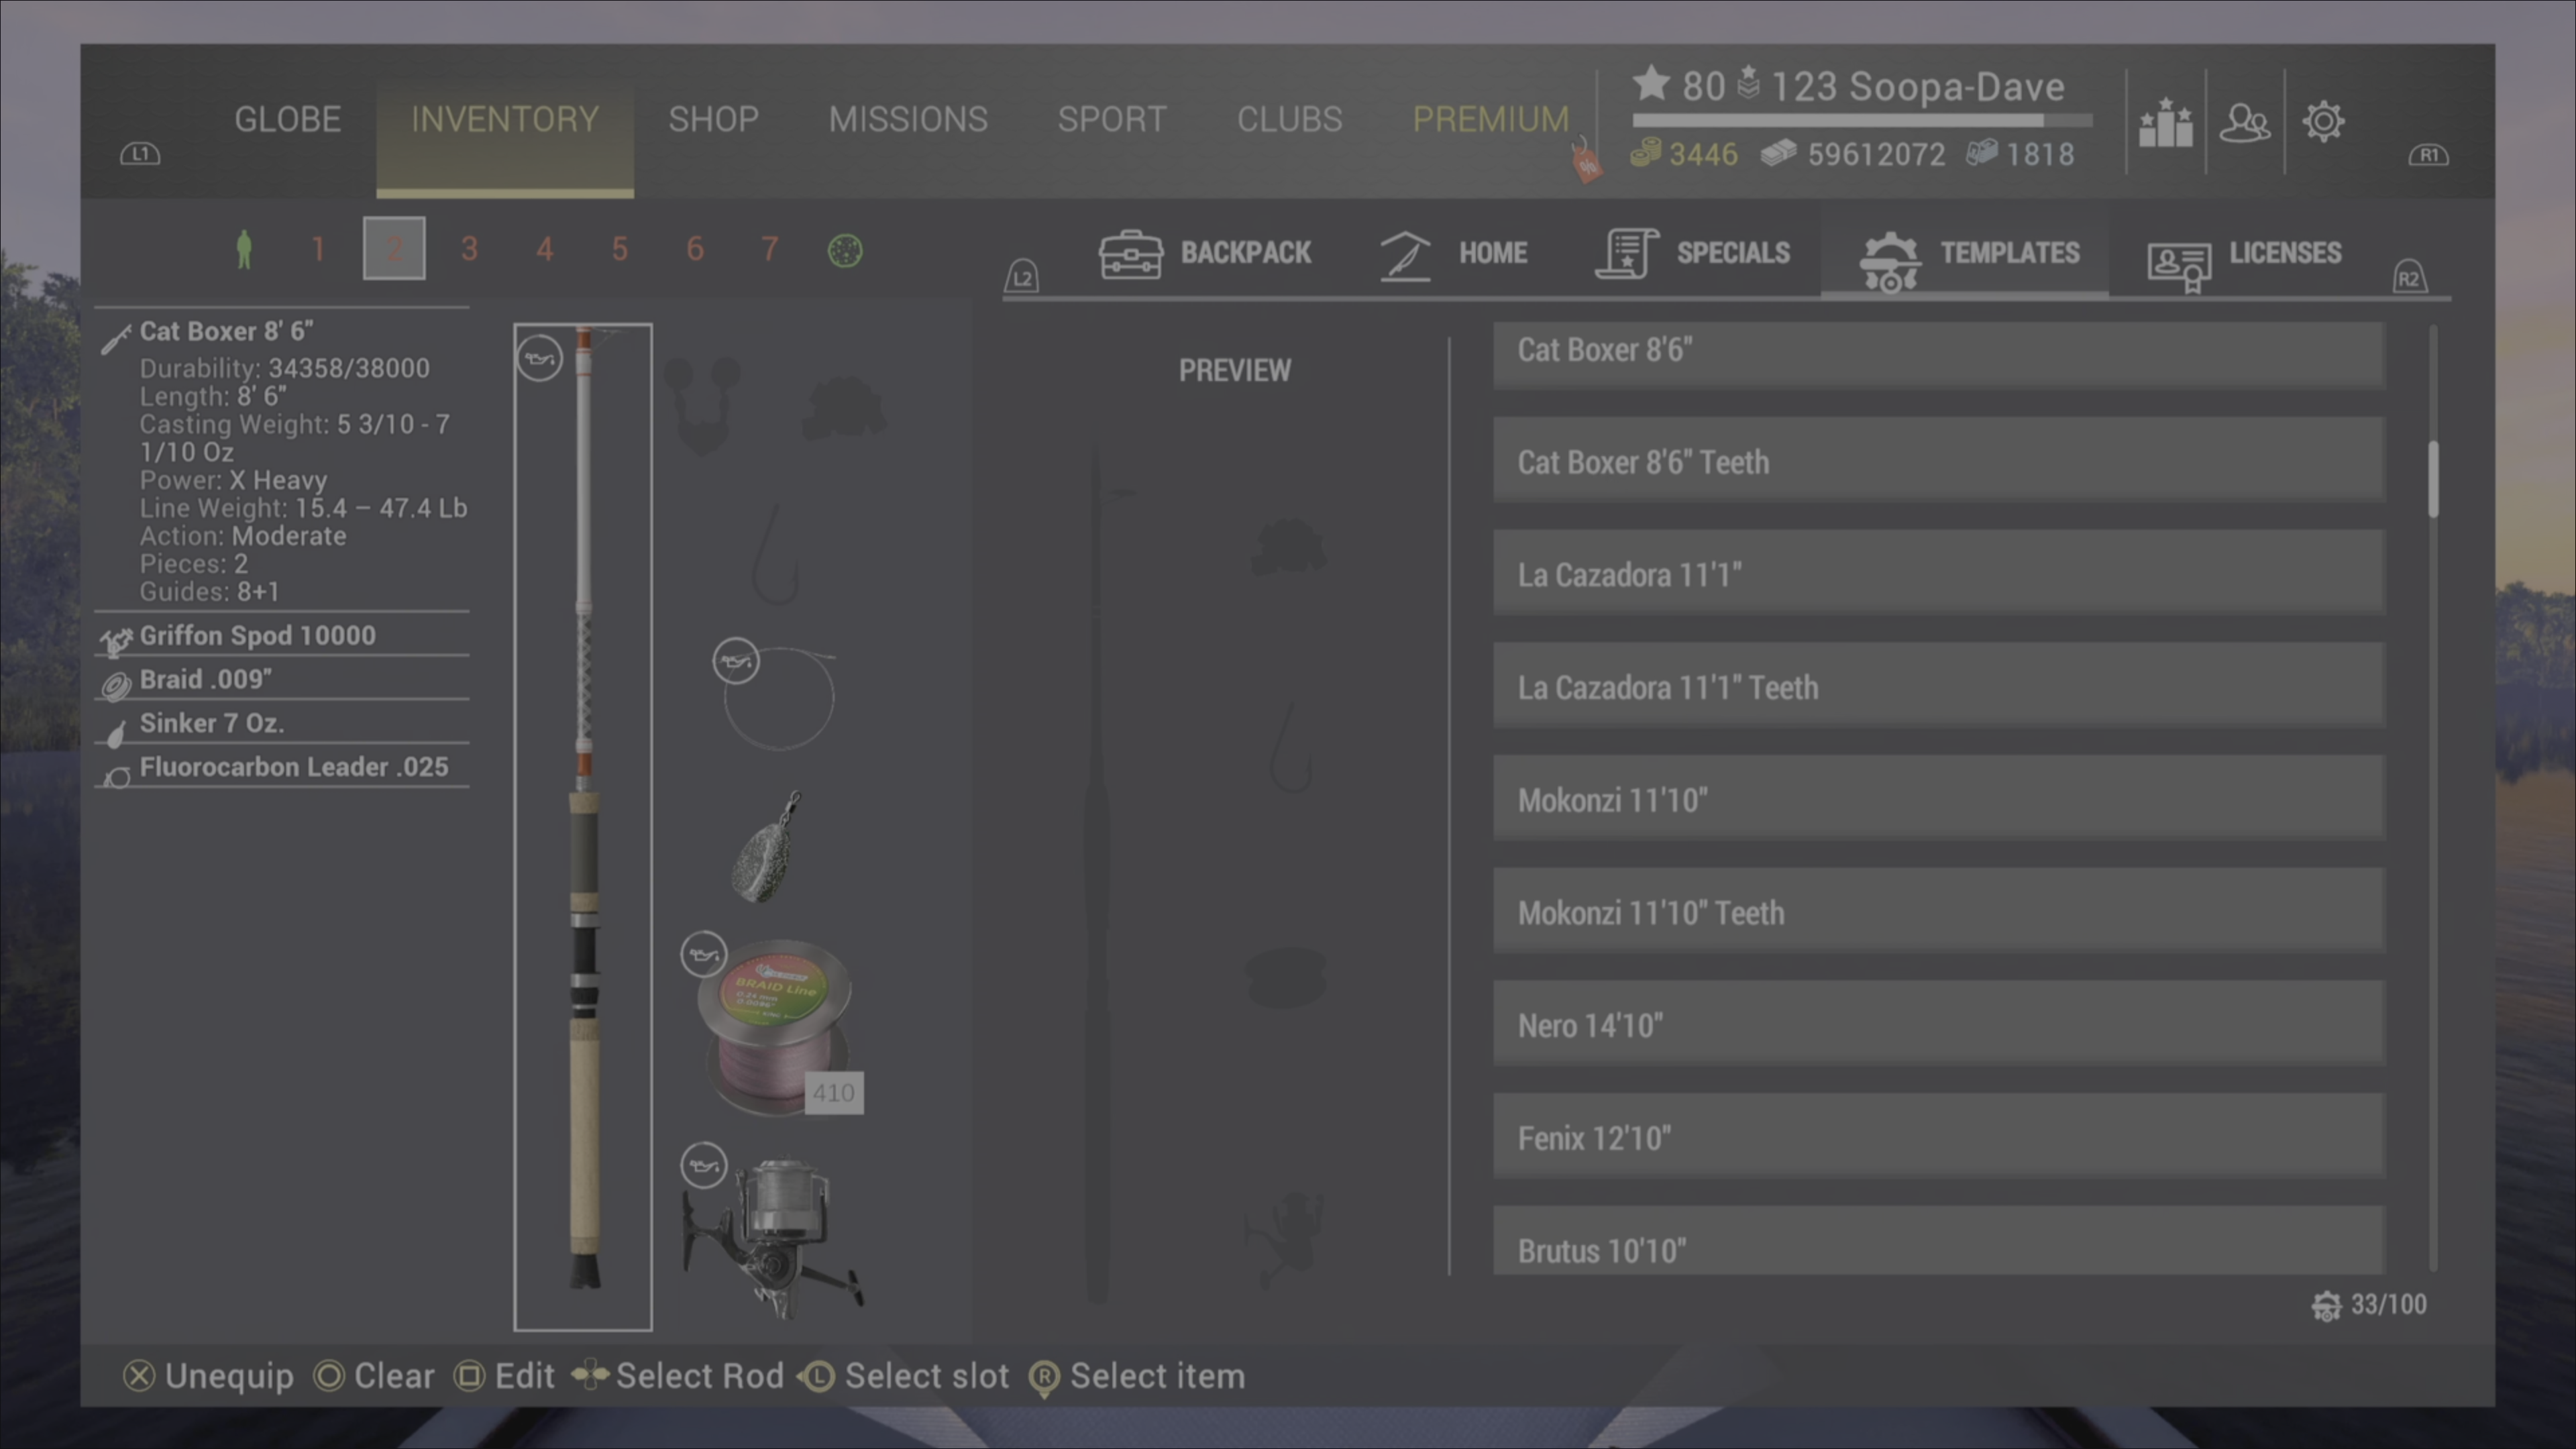 GLOBE
INVENTORY
SHOP
MISSIONS
SPORT
CLUBS
PREMIUM
%
80 123 Soopa-Dave
3446 59612072 1818
L1
R1
1 2 3 4 5 6 7
L2
BACKPACK
HOME
SPECIALS
TEMPLATES
LICENSES
R2
Cat Boxer 8' 6"
Durability: 34358/38000
Length: 8' 6"
Casting Weight: 5 3/10 - 7
1/10 Oz
Power: X Heavy
Line Weight: 15.4 – 47.4 Lb
Action: Moderate
Pieces: 2
Guides: 8+1
Griffon Spod 10000
Braid .009"
Sinker 7 Oz.
Fluorocarbon Leader .025
BRAID Line
410
PREVIEW
Cat Boxer 8'6"
Cat Boxer 8'6" Teeth
La Cazadora 11'1"
La Cazadora 11'1" Teeth
Mokonzi 11'10"
Mokonzi 11'10" Teeth
Nero 14'10"
Fenix 12'10"
Brutus 10'10"
33/100
Unequip Clear Edit Select Rod L Select slot R Select item